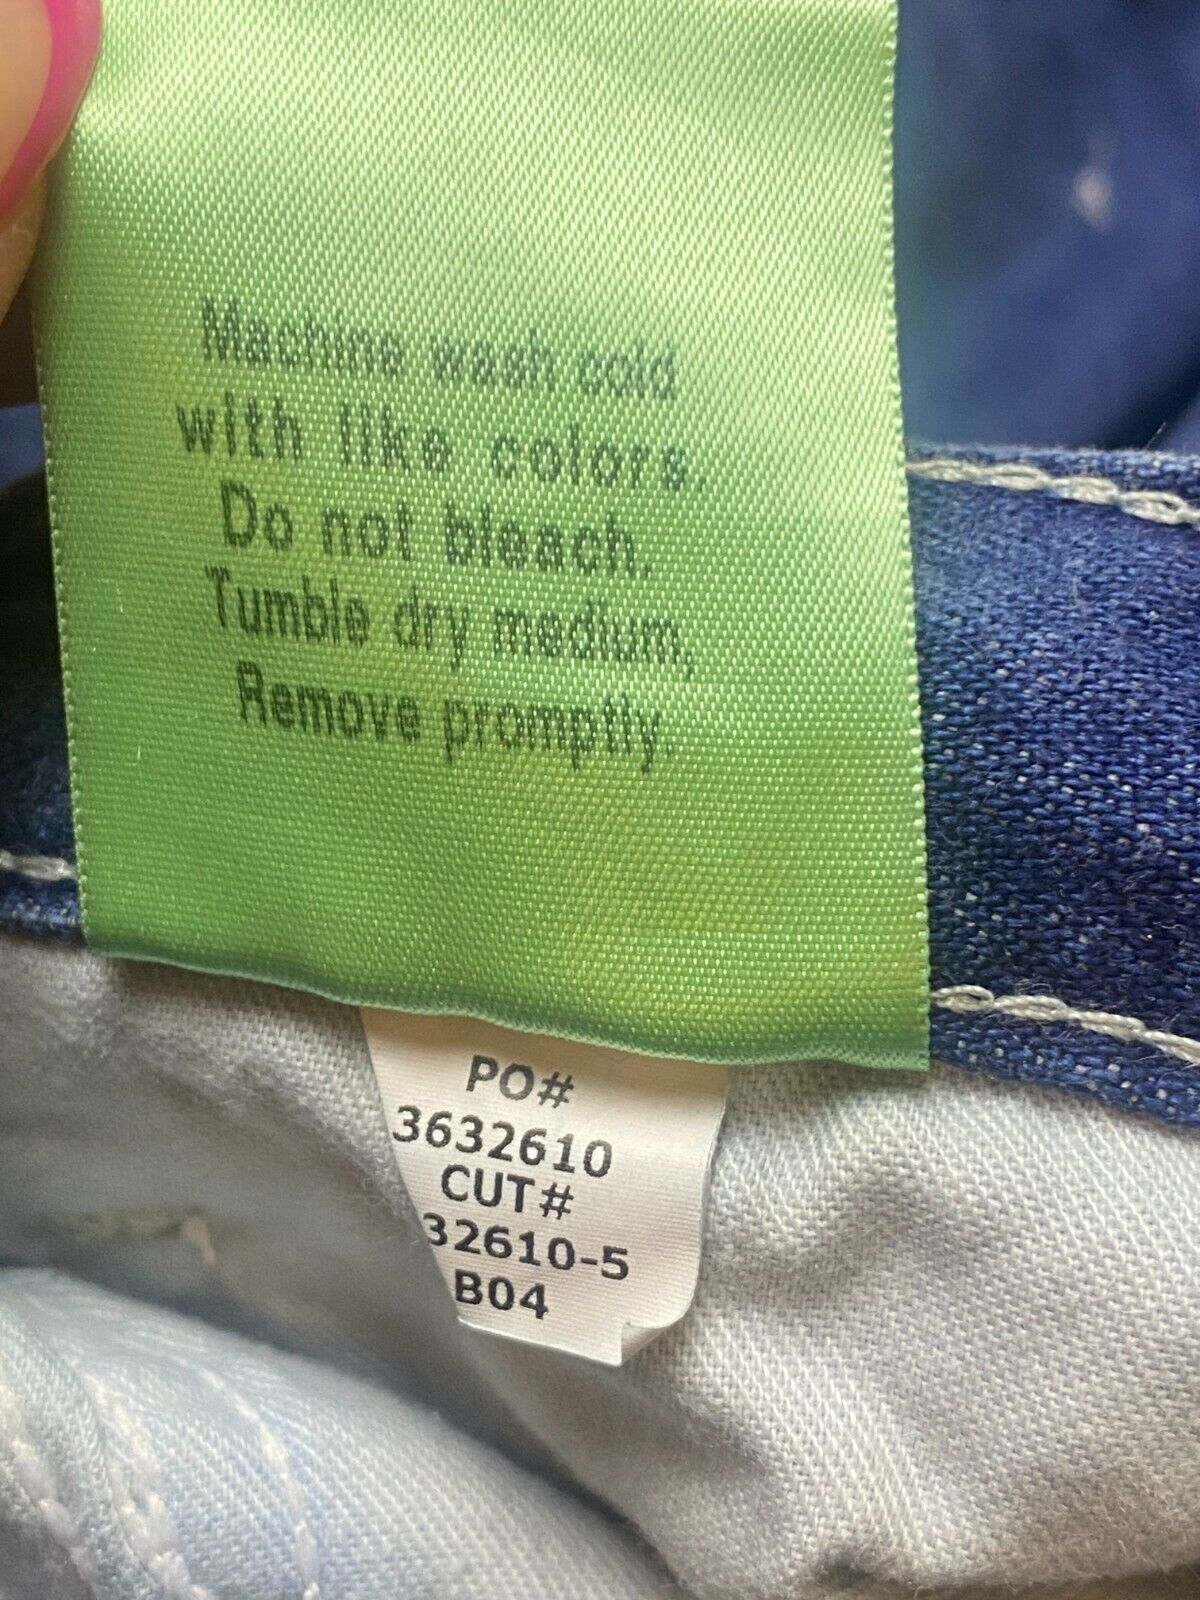 Machine wash cold
with like colors.
Do not bleach.
Tumble dry medium,
Remove promptly.
PO#
3632610
CUT#
32610-5
B04